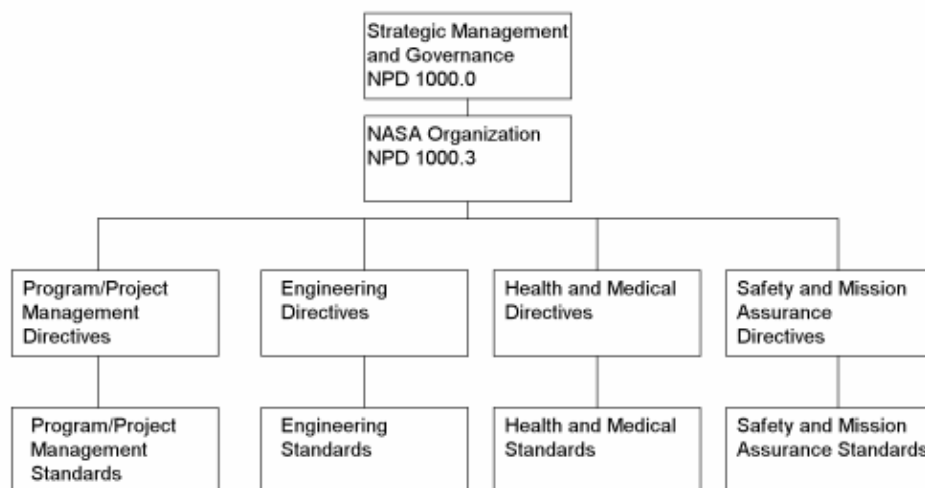 Strategic Management
and Governance
NPD 1000.0
NASA Organization
NPD 1000.3
Program/Project
Management
Directives
Engineering
Directives
Health and Medical
Directives
Safety and Mission
Assurance
Directives
Program/Project
Management
Standards
Engineering
Standards
Health and Medical
Standards
Safety and Mission
Assurance Standards